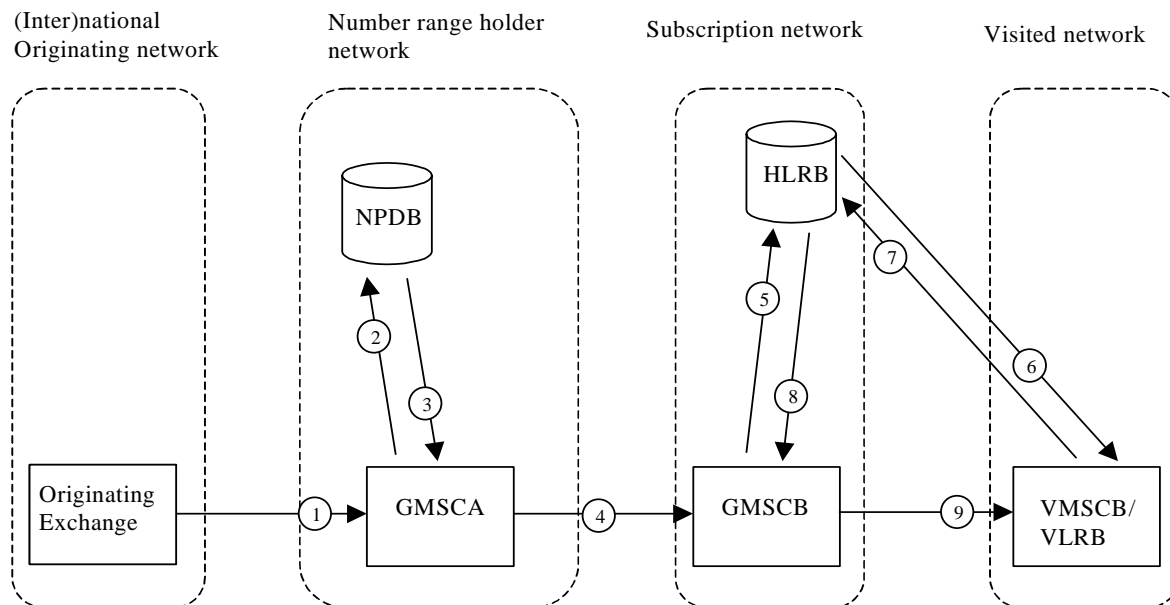 (Inter)national
Originating network
Number range holder
network
Subscription network
Visited network
NPDB
HLRB
2
3
5
8
7
6
Originating
Exchange
1
GMSCA
4
GMSCB
9
VMSCB/
VLRB